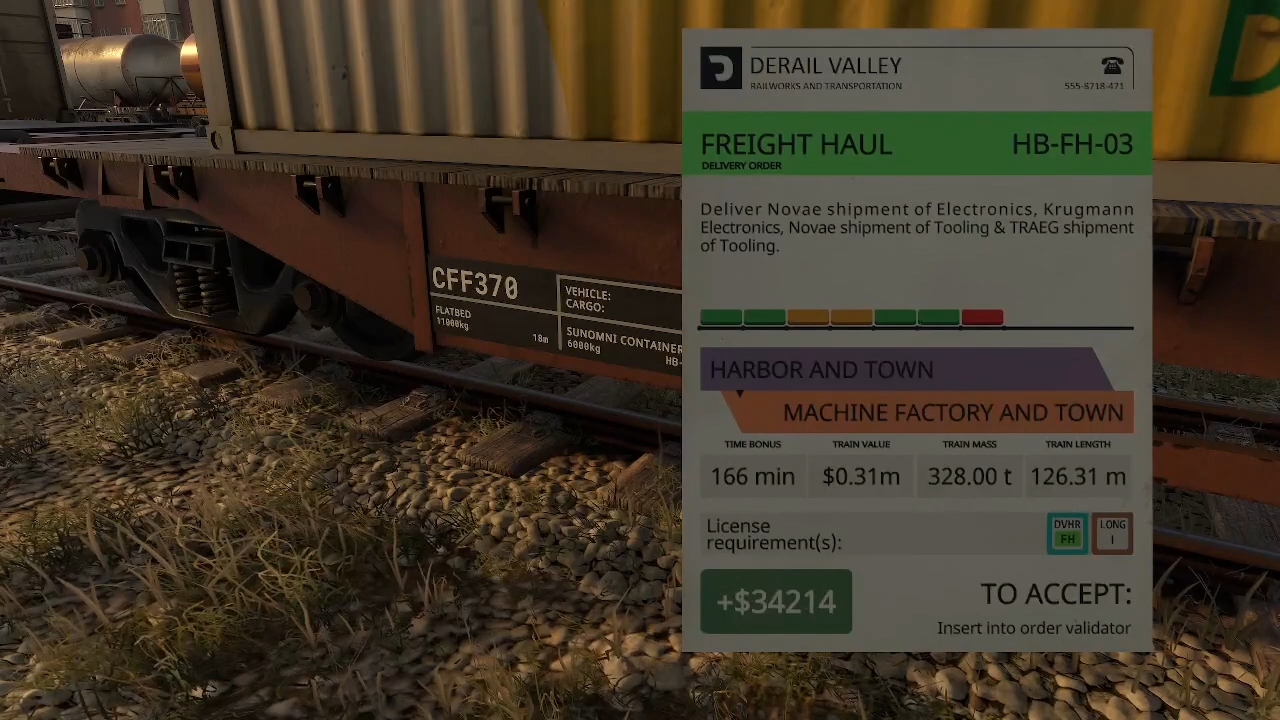 DERAIL VALLEY
RAILWORKS AND TRANSPORTATION
555-8718-471
FREIGHT HAUL
HB-FH-03
DELIVERY ORDER
Deliver Novae shipment of Electronics, Krugmann
Electronics, Novae shipment of Tooling & TRAEG shipment
of Tooling.
HARBOR AND TOWN
MACHINE FACTORY AND TOWN
TIME BONUS TRAIN VALUE TRAIN MASS TRAIN LENGTH
166 min $0.31m 328.00 t 126.31 m
License
requirement(s):
DVHR
FH
LONG
I
+$34214
TO ACCEPT:
Insert into order validator
CFF370
FLATBED
11000kg
18m
VEHICLE:
CARGO:
SUNOMNI CONTAINER
6000kg
HB-